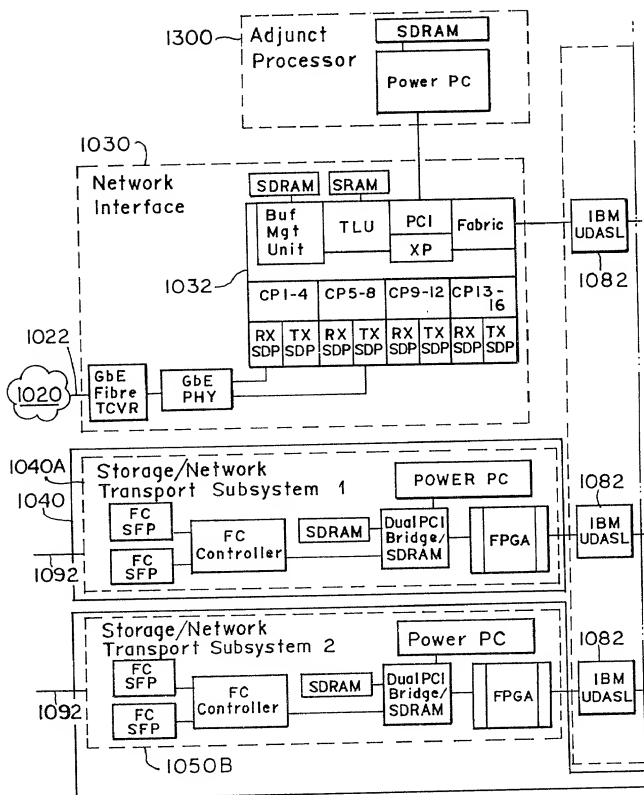 1300
Adjunct
Processor
SDRAM
Power PC
1030
Network
Interface
SDRAM
SRAM
Buf
Mgt
Unit
TLU
PCI
XP
Fabric
IBM
UDASL
1082
1032
CP1-4
CP5-8
CP9-12
CP13-
16
RX
SDP
TX
SDP
RX
SDP
TX
SDP
RX
SDP
TX
SDP
RX
SDP
TX
SDP
1022
1020
GbE
Fibre
TCVR
GbE
PHY
1040A
1040
Storage/Network
Transport Subsystem 1
POWER PC
1082
FC
SFP
FC
SFP
FC
Controller
SDRAM
Dual PCI
Bridge/
SDRAM
FPGA
IBM
UDASL
1092
Storage/Network
Transport Subsystem 2
Power PC
1082
FC
SFP
FC
SFP
FC
Controller
SDRAM
Dual PCI
Bridge/
SDRAM
FPGA
IBM
UDASL
1092
1050B